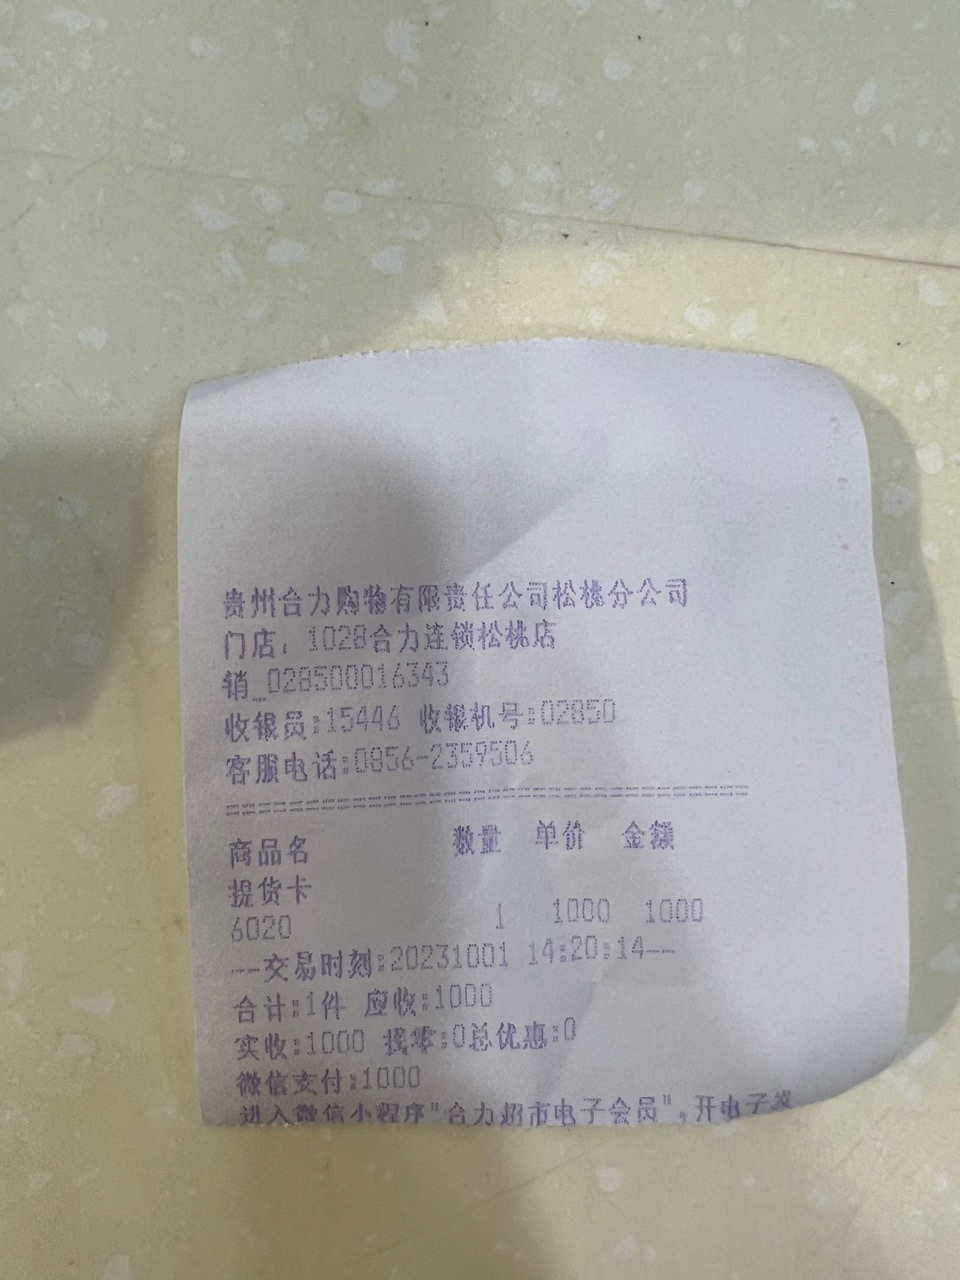 贵州合力购物有限责任公司松桃分公司
门店: 1028合力连锁松桃店
销_028500016343
收银员:15446 收银机号:02850
客服电话:0856-2359506
商品名 数量 单价 金额
提货卡
6020 1 1000 1000
--交易时刻:20231001 14:20:14--
合计:1件 应收:1000
实收:1000 找零:0总优惠:0
微信支付:1000
进入微信小程序"合力超市电子会员",开电子发